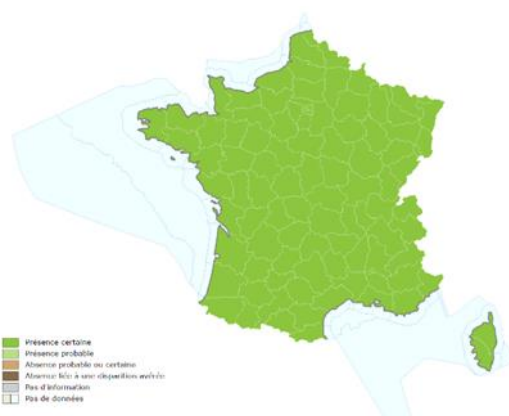 Présence certaine
Présence probable
Absence probable ou certaine
Absence liée à une disparition avérée
Pas d'information
Pas de données